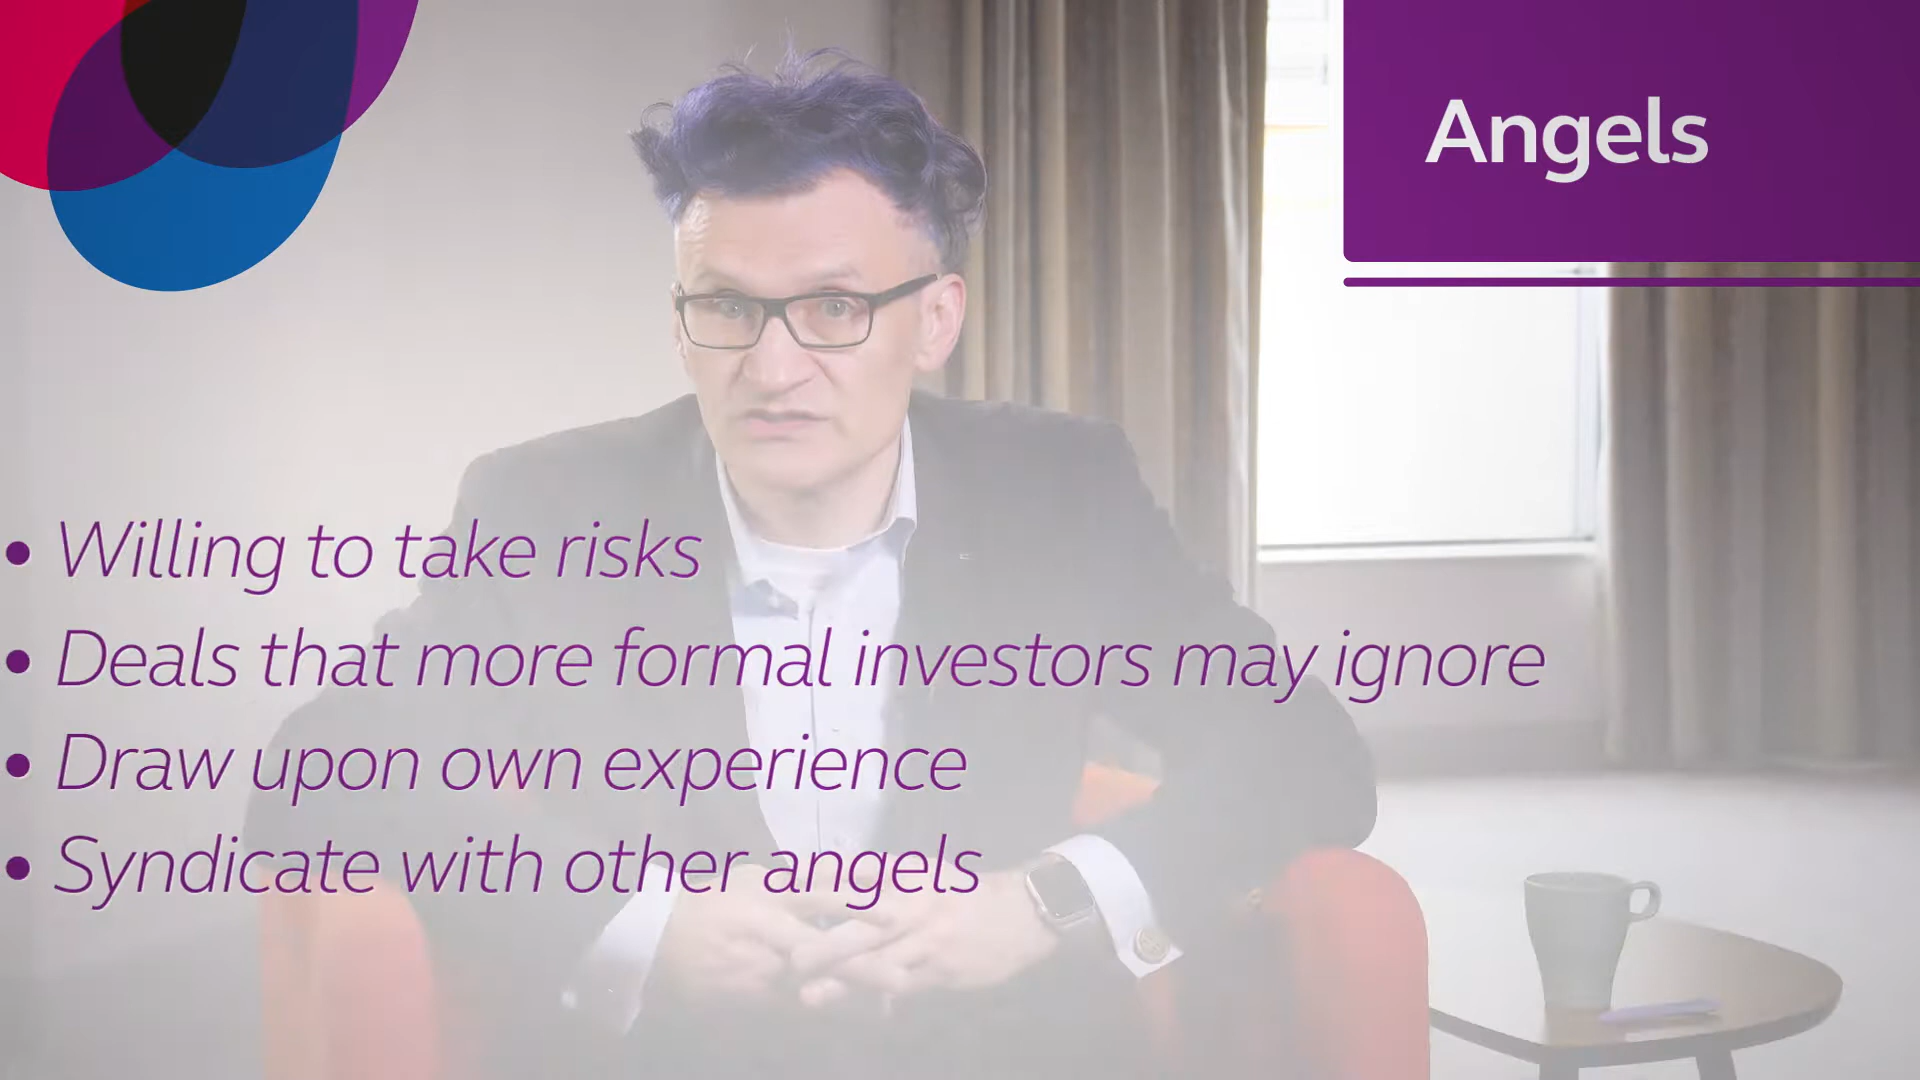 Angels
• Willing to take risks
• Deals that more formal investors may ignore
• Draw upon own experience
• Syndicate with other angels